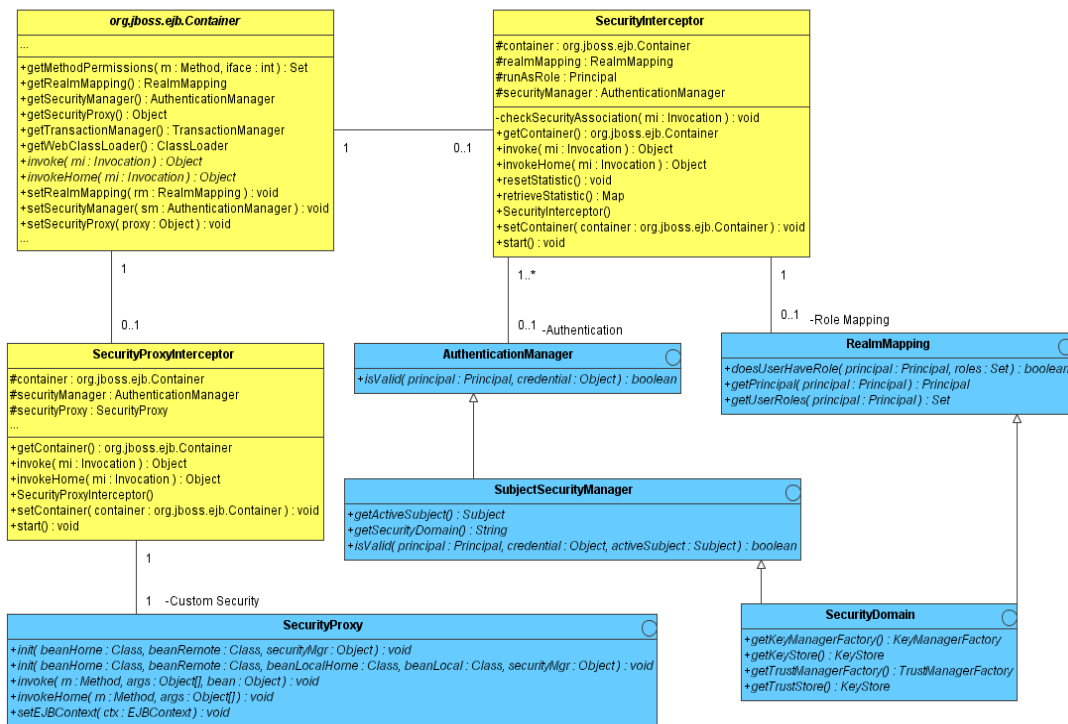 org.jboss.ejb.Container
...
+getMethodPermissions( m : Method, iface : int ) : Set
+getRealmMapping() : RealmMapping
+getSecurityManager() : AuthenticationManager
+getSecurityProxy() : Object
+getTransactionManager() : TransactionManager
+getWebClassLoader() : ClassLoader
+invoke( mi : Invocation ) : Object
+invokeHome( mi : Invocation ) : Object
+setRealmMapping( rm : RealmMapping ) : void
+setSecurityManager( sm : AuthenticationManager ) : void
+setSecurityProxy( proxy : Object ) : void
...
1
0..1
SecurityInterceptor
#container : org.jboss.ejb.Container
#realmMapping : RealmMapping
#runAsRole : Principal
#securityManager : AuthenticationManager
-checkSecurityAssociation( mi : Invocation ) : void
+getContainer() : org.jboss.ejb.Container
+invoke( mi : Invocation ) : Object
+invokeHome( mi : Invocation ) : Object
+resetStatistic() : void
+retrieveStatistic() : Map
+SecurityInterceptor()
+setContainer( container : org.jboss.ejb.Container ) : void
+start() : void
1
0..1
1..*
0..1 -Authentication
1
0..1 -Role Mapping
SecurityProxyInterceptor
#container : org.jboss.ejb.Container
#securityManager : AuthenticationManager
#securityProxy : SecurityProxy
...
+getContainer() : org.jboss.ejb.Container
+invoke( mi : Invocation ) : Object
+invokeHome( mi : Invocation ) : Object
+SecurityProxyInterceptor()
+setContainer( container : org.jboss.ejb.Container ) : void
+start() : void
AuthenticationManager
+isValid( principal : Principal, credential : Object ) : boolean
RealmMapping
+doesUserHaveRole( principal : Principal, roles : Set ) : boolean
+getPrincipal( principal : Principal ) : Principal
+getUserRoles( principal : Principal ) : Set
SubjectSecurityManager
+getActiveSubject() : Subject
+getSecurityDomain() : String
+isValid( principal : Principal, credential : Object, activeSubject : Subject ) : boolean
1
1 -Custom Security
SecurityProxy
+init( beanHome : Class, beanRemote : Class, securityMgr : Object ) : void
+init( beanHome : Class, beanRemote : Class, beanLocalHome : Class, beanLocal : Class, securityMgr : Object ) : void
+invoke( m : Method, args : Object[], bean : Object ) : void
+invokeHome( m : Method, args : Object[] ) : void
+setEJBContext( ctx : EJBContext ) : void
SecurityDomain
+getKeyManagerFactory() : KeyManagerFactory
+getKeyStore() : KeyStore
+getTrustManagerFactory() : TrustManagerFactory
+getTrustStore() : KeyStore